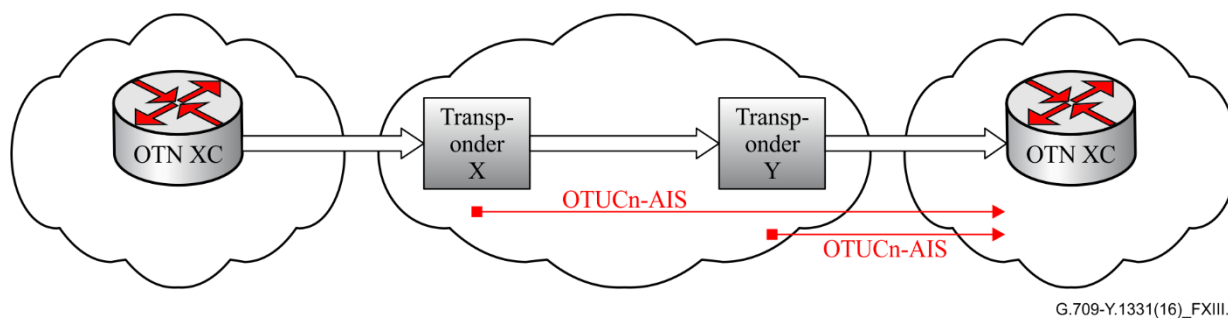 OTN XC
Transp-
onder
X
Transp-
onder
Y
OTN XC
OTUCn-AIS
OTUCn-AIS
G.709-Y.1331(16)_FXIII.